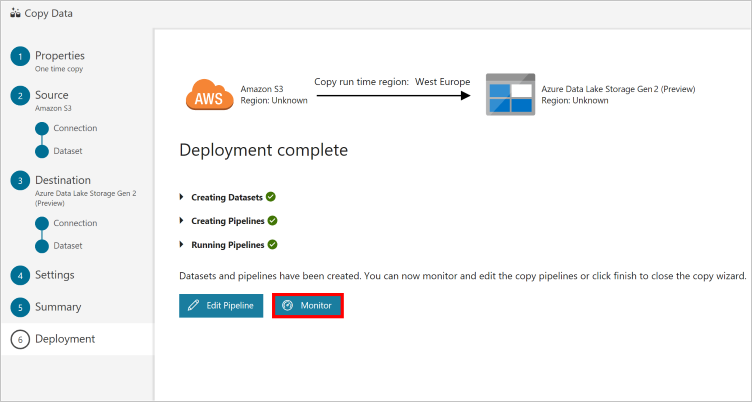 Copy Data
1 Properties
One time copy
2 Source
Amazon S3
Connection
Dataset
3 Destination
Azure Data Lake Storage Gen 2
(Preview)
Connection
Dataset
4 Settings
5 Summary
6 Deployment
AWS
Amazon S3
Region: Unknown
Copy run time region: West Europe
Azure Data Lake Storage Gen2 (Preview)
Region: Unknown
Deployment complete
Creating Datasets
Creating Pipelines
Running Pipelines
Datasets and pipelines have been created. You can now monitor and edit the copy pipelines or click finish to close the copy wizard.
Edit Pipeline
Monitor